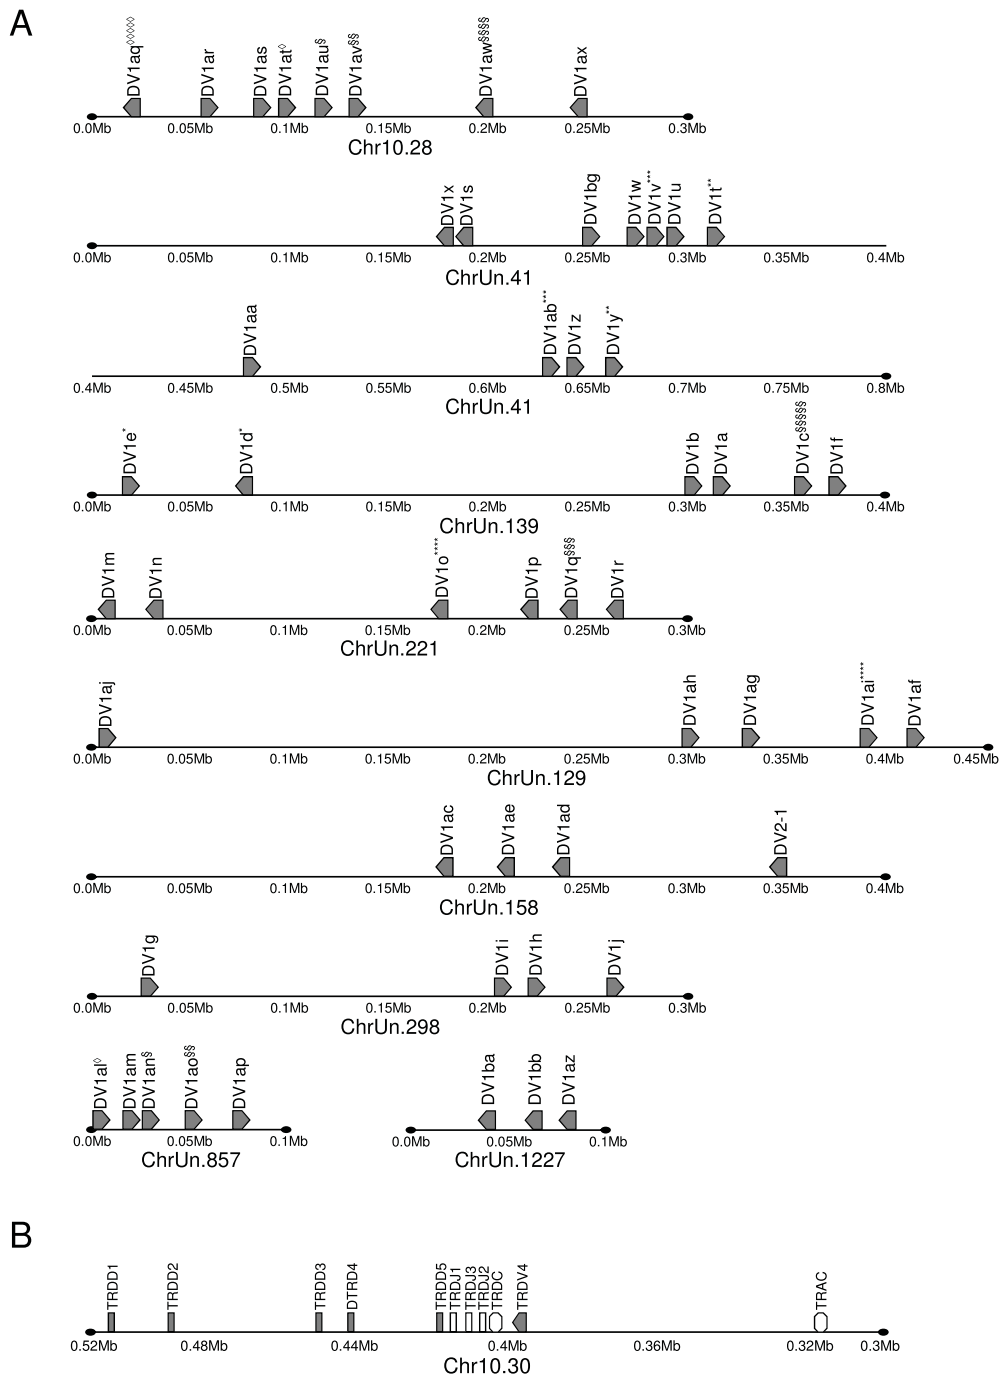 A
DV1aq◊◊◊◊◊ DV1ar DV1as DV1at◊ DV1au§ DV1av§§ DV1aw§§§§ DV1ax
0.0Mb 0.05Mb 0.1Mb 0.15Mb 0.2Mb 0.25Mb 0.3Mb
Chr10.28
DV1x DV1s DV1bg DV1w DV1v*** DV1u DV1t**
0.0Mb 0.05Mb 0.1Mb 0.15Mb 0.2Mb 0.25Mb 0.3Mb 0.35Mb 0.4Mb
ChrUn.41
DV1aa DV1ab*** DV1z DV1y**
0.4Mb 0.45Mb 0.5Mb 0.55Mb 0.6Mb 0.65Mb 0.7Mb 0.75Mb 0.8Mb
ChrUn.41
DV1e* DV1d* DV1b DV1a DV1c§§§§§ DV1f
0.0Mb 0.05Mb 0.1Mb 0.15Mb 0.2Mb 0.25Mb 0.3Mb 0.35Mb 0.4Mb
ChrUn.139
DV1m DV1n DV1o**** DV1p DV1q§§§ DV1r
0.0Mb 0.05Mb 0.1Mb 0.15Mb 0.2Mb 0.25Mb 0.3Mb
ChrUn.221
DV1aj DV1ah DV1ag DV1ai**** DV1af
0.0Mb 0.05Mb 0.1Mb 0.15Mb 0.2Mb 0.25Mb 0.3Mb 0.35Mb 0.4Mb 0.45Mb
ChrUn.129
DV1ac DV1ae DV1ad DV2-1
0.0Mb 0.05Mb 0.1Mb 0.15Mb 0.2Mb 0.25Mb 0.3Mb 0.35Mb 0.4Mb
ChrUn.158
DV1g DV1i DV1h DV1j
0.0Mb 0.05Mb 0.1Mb 0.15Mb 0.2Mb 0.25Mb 0.3Mb
ChrUn.298
DV1al◊ DV1am DV1an§ DV1ao§§ DV1ap
0.0Mb 0.05Mb 0.1Mb
ChrUn.857
DV1ba DV1bb DV1az
0.0Mb 0.05Mb 0.1Mb
ChrUn.1227
B
TRDD1 TRDD2 TRDD3 DTRD4 TRDD5 TRDJ1 TRDJ3 TRDJ2 TRDC TRDV4 TRAC
0.52Mb 0.48Mb 0.44Mb 0.4Mb 0.36Mb 0.32Mb 0.3Mb
Chr10.30